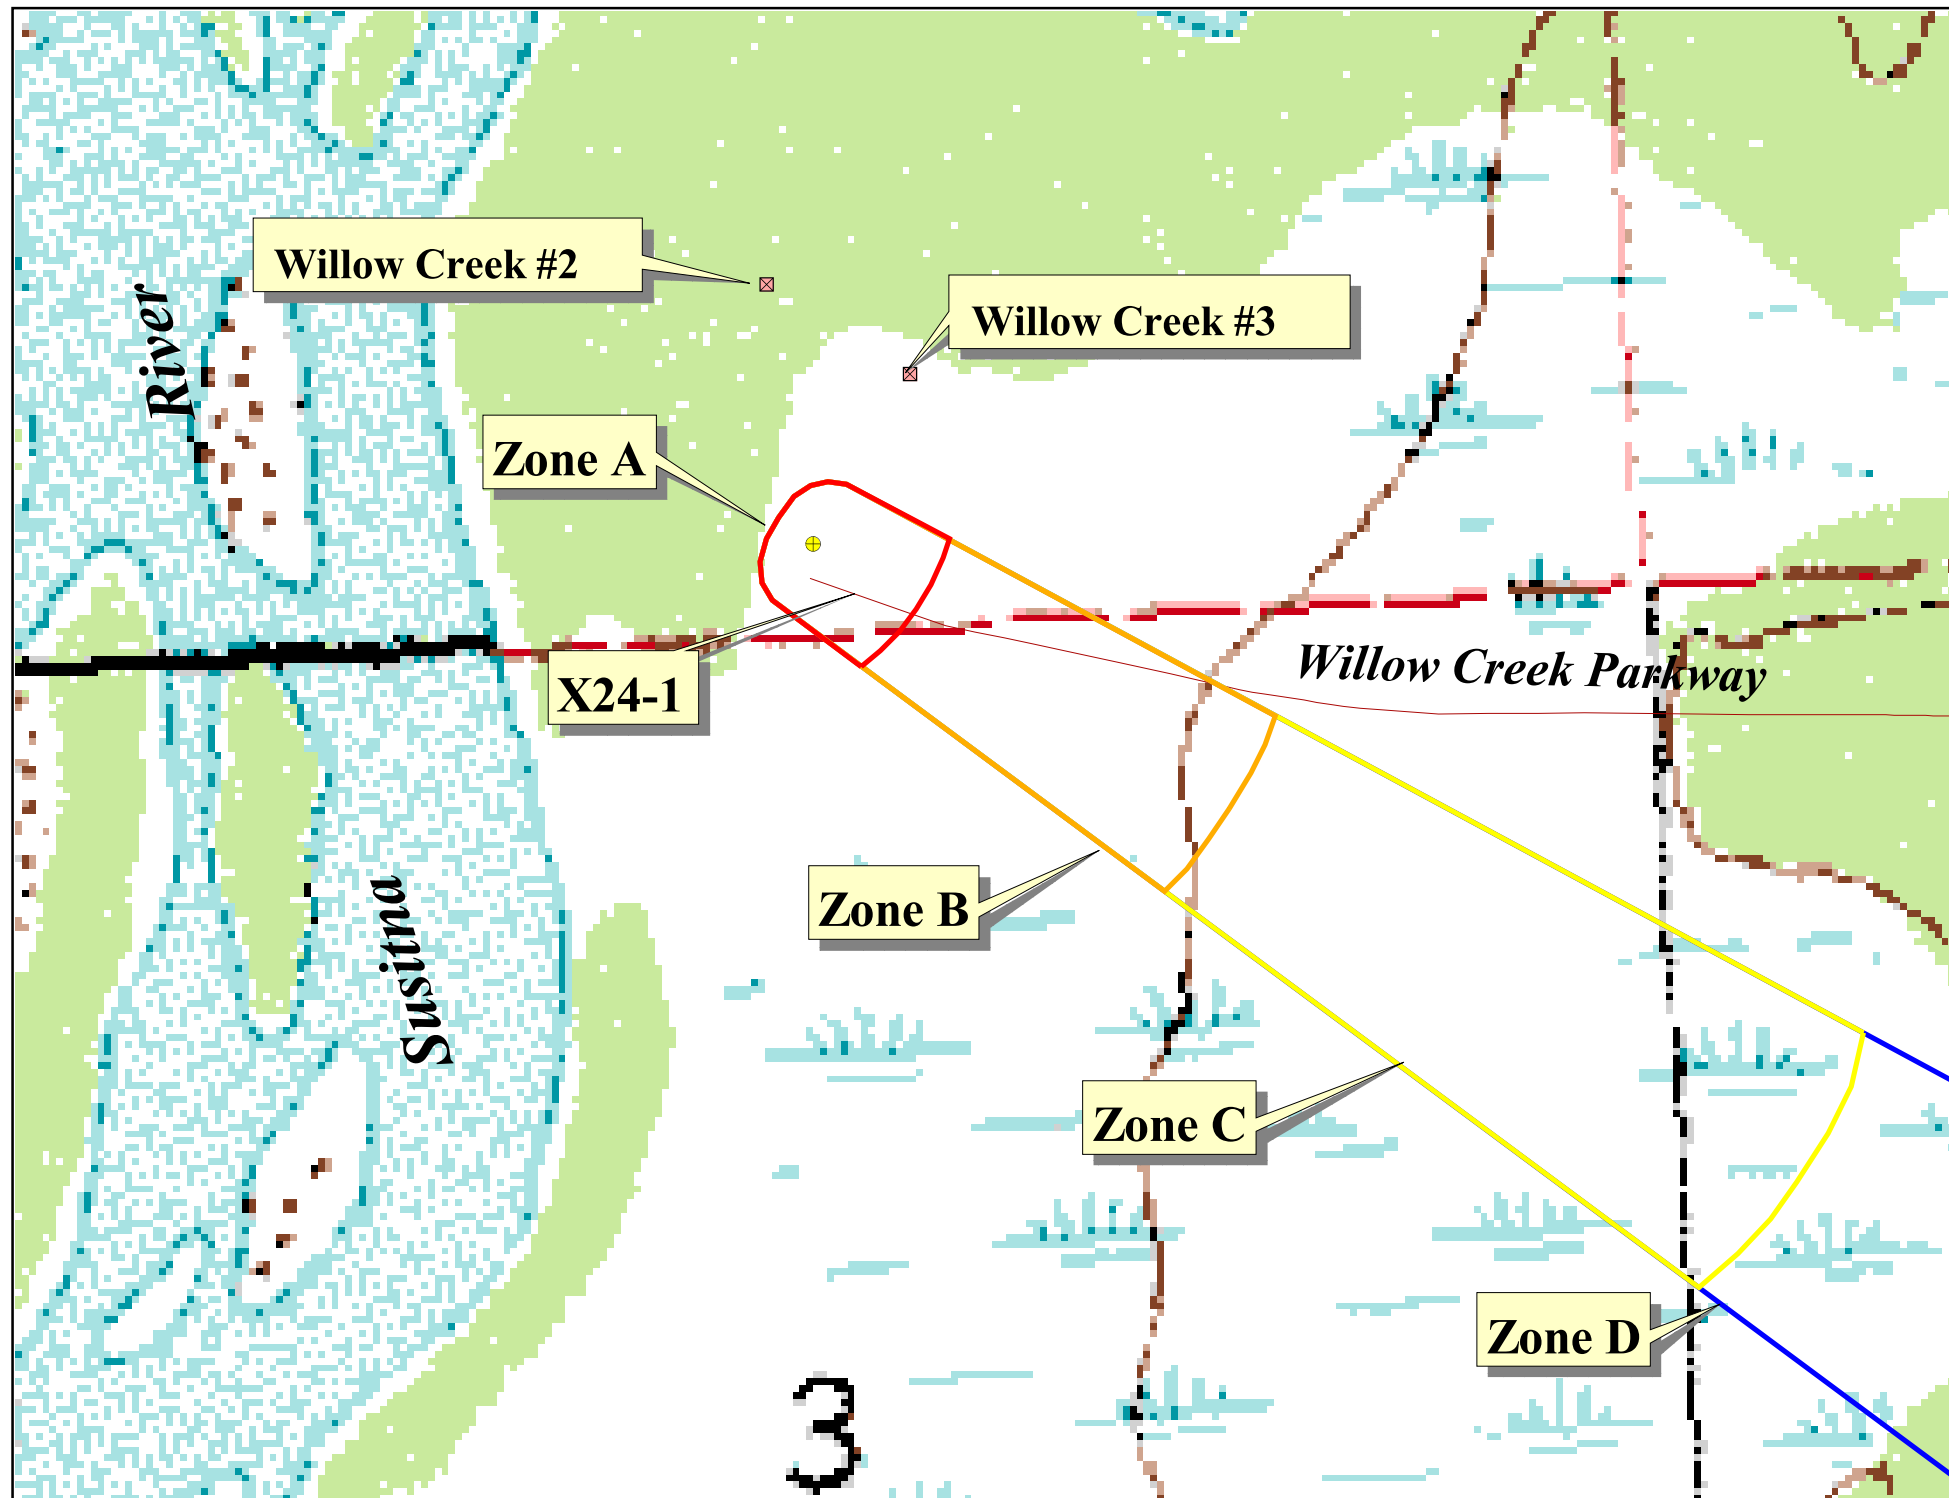 Willow Creek #2
River
Willow Creek #3
Zone A
Willow Creek Parkway
X24-1
Zone B
Susitna
Zone C
Zone D
3